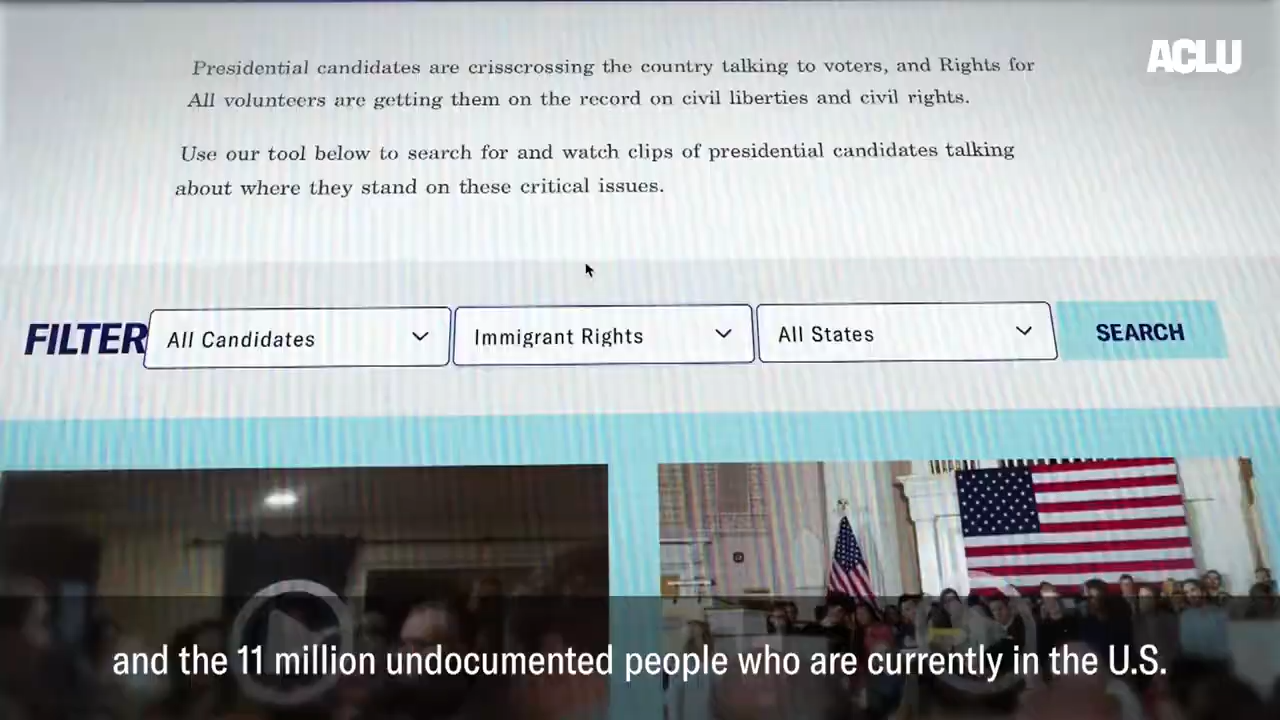 ACLU
Presidential candidates are crisscrossing the country talking to voters, and Rights for
All volunteers are getting them on the record on civil liberties and civil rights.
Use our tool below to search for and watch clips of presidential candidates talking
about where they stand on these critical issues.
FILTER All Candidates Immigrant Rights All States SEARCH
and the 11 million undocumented people who are currently in the U.S.